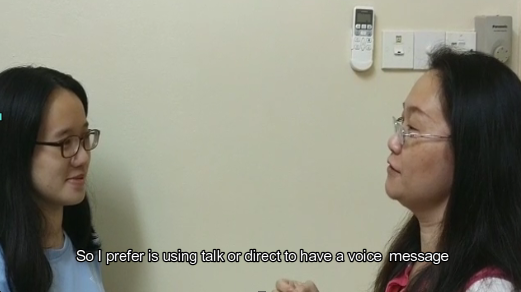 So I prefer is using talk or direct to have a voice message